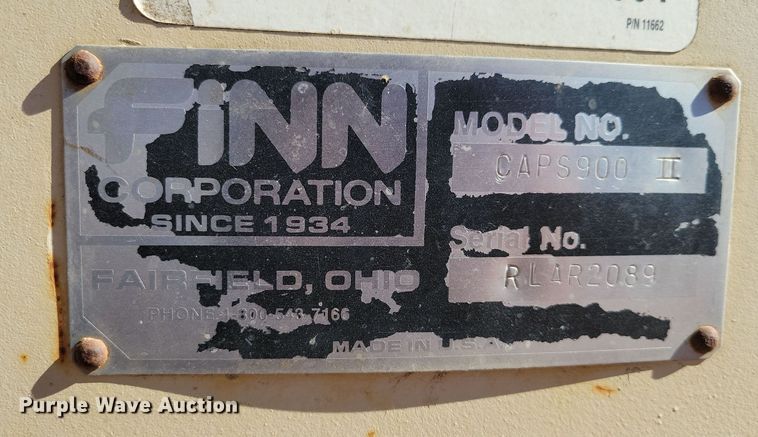 P/N 11662
FiNN
CORPORATION
SINCE 1934
FAIRFIELD, OHIO
PHONE 1-800-543-7166
MADE IN U.S.A.
MODEL NO.
CAPS900 II
Serial No.
RLAR2089
Purple Wave Auction